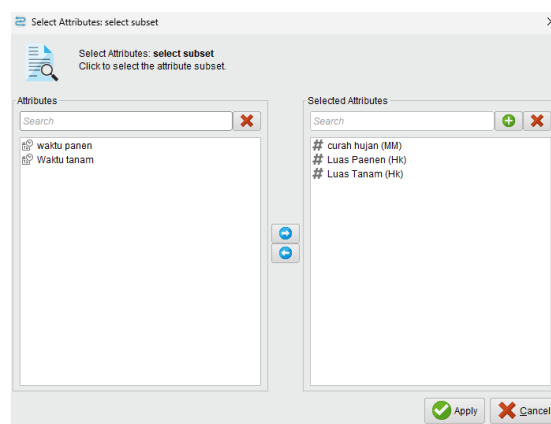 Select Attributes: select subset
Select Attributes: select subset
Click to select the attribute subset.
Attributes
Search
waktu panen
Waktu tanam
Selected Attributes
Search
# curah hujan (MM)
# Luas Paenen (Hk)
# Luas Tanam (Hk)
Apply
Cancel